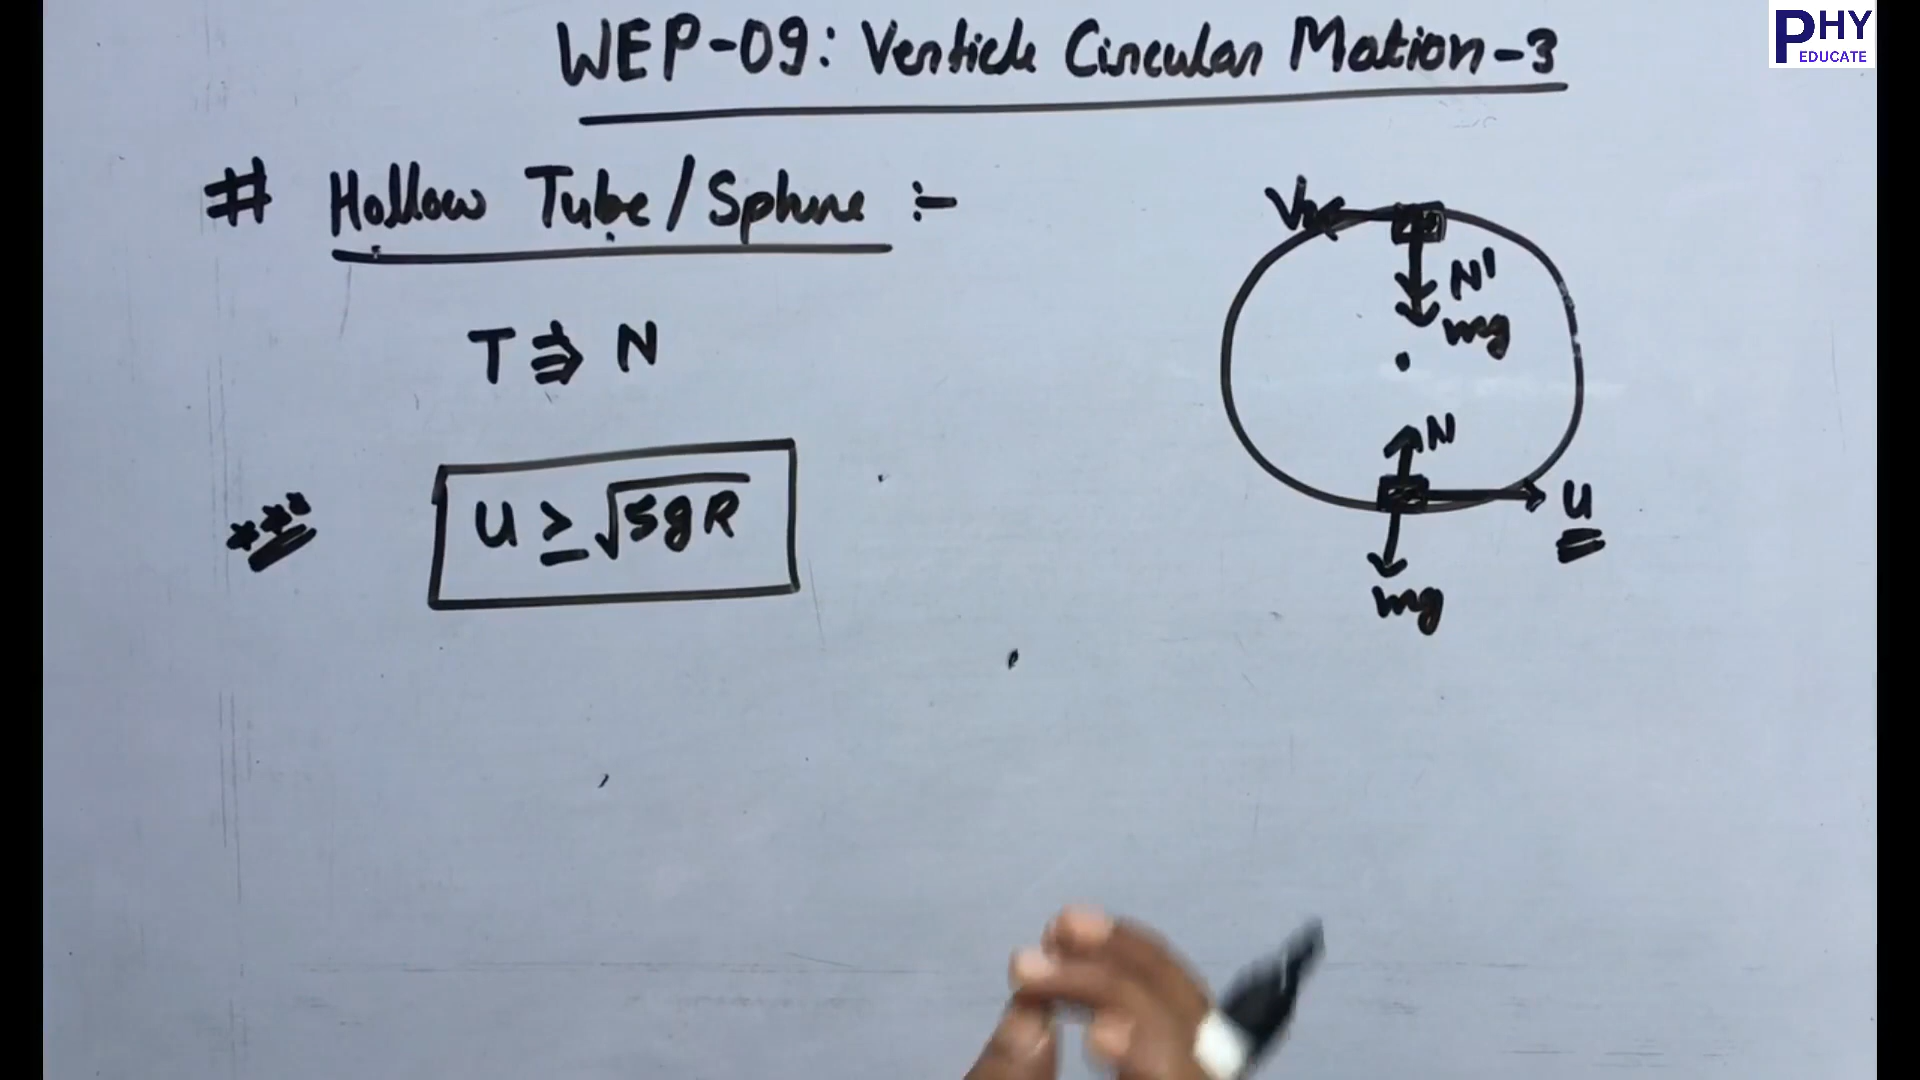 WEP-09: Verticle Circular Motion-3
PHY
EDUCATE
# Hollow Tube/Sphere :-
V
N'
mg
T ⇛ N
N
*** u ≥ √5gR
u
mg